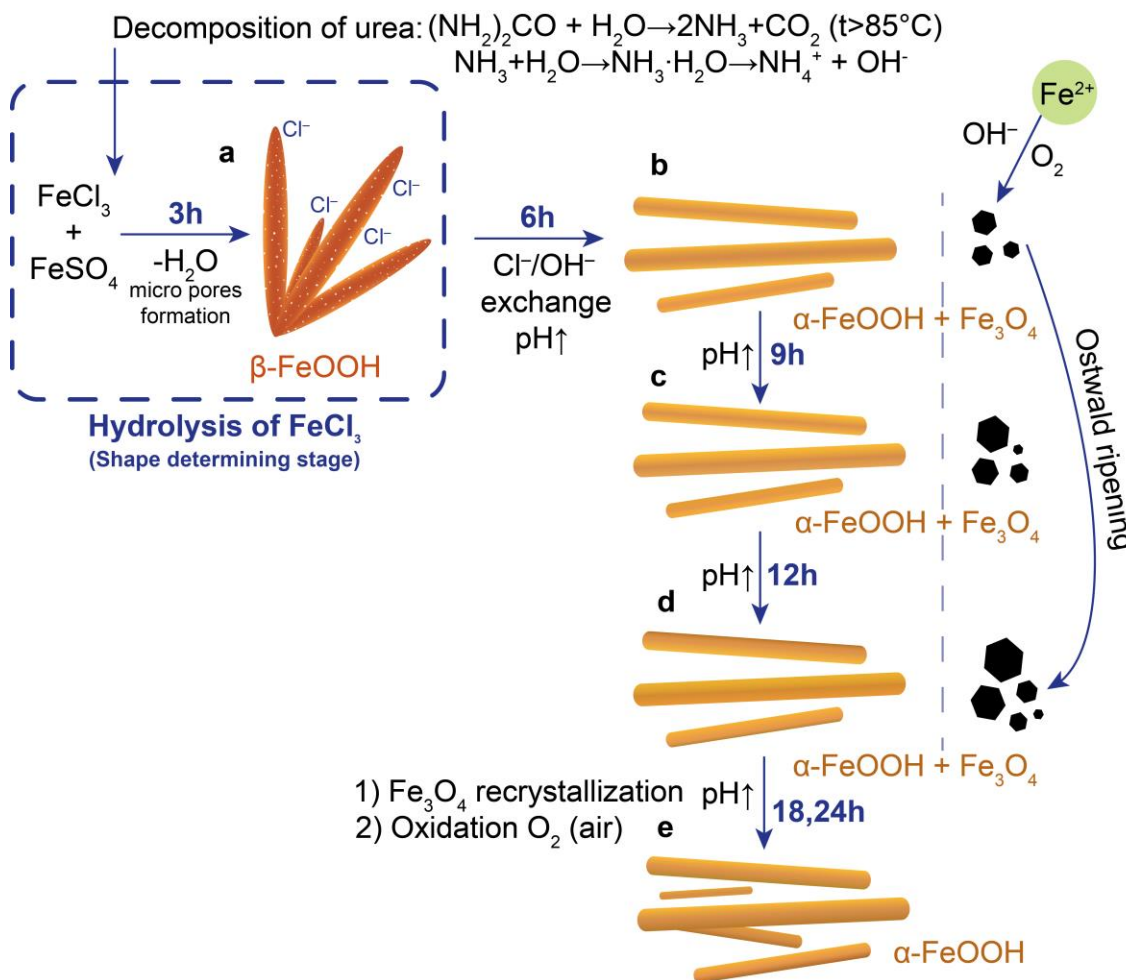 Decomposition of urea: (NH₂)₂CO + H₂O→2NH₃+CO₂ (t>85°C)
NH₃+H₂O→NH₃·H₂O→NH₄⁺ + OH⁻
Fe²⁺
OH⁻
O₂
a
Cl⁻
Cl⁻
Cl⁻
Cl⁻
FeCl₃
+
FeSO₄
3h
-H₂O
micro pores
formation
β-FeOOH
Hydrolysis of FeCl₃
(Shape determining stage)
6h
Cl⁻/OH⁻
exchange
pH↑
b
α-FeOOH + Fe₃O₄
pH↑ 9h
c
α-FeOOH + Fe₃O₄
Ostwald ripening
pH↑ 12h
d
α-FeOOH + Fe₃O₄
1) Fe₃O₄ recrystallization
2) Oxidation O₂ (air)
pH↑ 18,24h
e
α-FeOOH